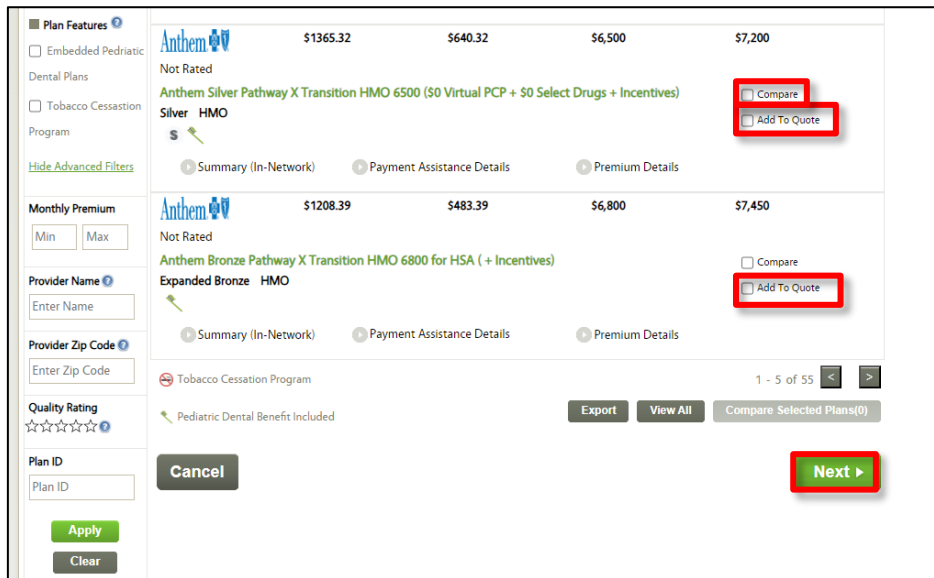 Plan Features
Embedded Pedriatic
Dental Plans
Tobacco Cessastion
Program
Hide Advanced Filters
Monthly Premium
Min Max
Provider Name
Enter Name
Provider Zip Code
Enter Zip Code
Quality Rating
Plan ID
Plan ID
Apply
Clear
Anthem $1365.32 $640.32 $6,500 $7,200
Not Rated
Anthem Silver Pathway X Transition HMO 6500 ($0 Virtual PCP + $0 Select Drugs + Incentives)
Compare
Silver HMO
Add To Quote
S
Summary (In-Network) Payment Assistance Details Premium Details
Anthem $1208.39 $483.39 $6,800 $7,450
Not Rated
Anthem Bronze Pathway X Transition HMO 6800 for HSA ( + Incentives)
Compare
Expanded Bronze HMO
Add To Quote
Summary (In-Network) Payment Assistance Details Premium Details
Tobacco Cessation Program
1 - 5 of 55 < >
Pediatric Dental Benefit Included
Export View All Compare Selected Plans(0)
Cancel Next